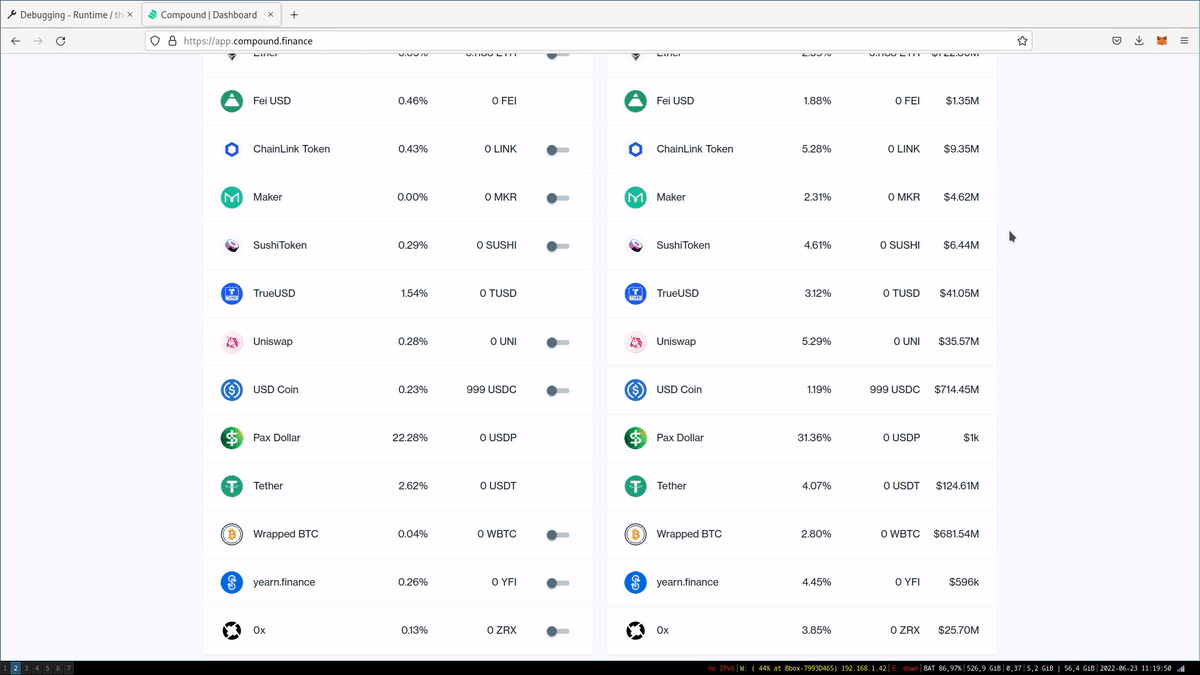 Debugging - Runtime / th
Compound | Dashboard
https://app.compound.finance
Ether
Ether
Fei USD 0.46% 0 FEI
Fei USD 1.88% 0 FEI $1.35M
ChainLink Token 0.43% 0 LINK
ChainLink Token 5.28% 0 LINK $9.35M
Maker 0.00% 0 MKR
Maker 2.31% 0 MKR $4.62M
SushiToken 0.29% 0 SUSHI
SushiToken 4.61% 0 SUSHI $6.44M
TrueUSD 1.54% 0 TUSD
TrueUSD 3.12% 0 TUSD $41.05M
Uniswap 0.28% 0 UNI
Uniswap 5.29% 0 UNI $35.57M
USD Coin 0.23% 999 USDC
USD Coin 1.19% 999 USDC $714.45M
Pax Dollar 22.28% 0 USDP
Pax Dollar 31.36% 0 USDP $1k
Tether 2.62% 0 USDT
Tether 4.07% 0 USDT $124.61M
Wrapped BTC 0.04% 0 WBTC
Wrapped BTC 2.80% 0 WBTC $681.54M
yearn.finance 0.26% 0 YFI
yearn.finance 4.45% 0 YFI $596k
0x 0.13% 0 ZRX
0x 3.85% 0 ZRX $25.70M
1 2 3 4 5 6 7
no IPv6 | W: ( 44% at Bbox-7993D465) 192.168.1.42 | E: down | BAT 86,97% | 526,9 GiB | 0,37 | 5,2 GiB | 56,4 GiB | 2022-06-23 11:19:50